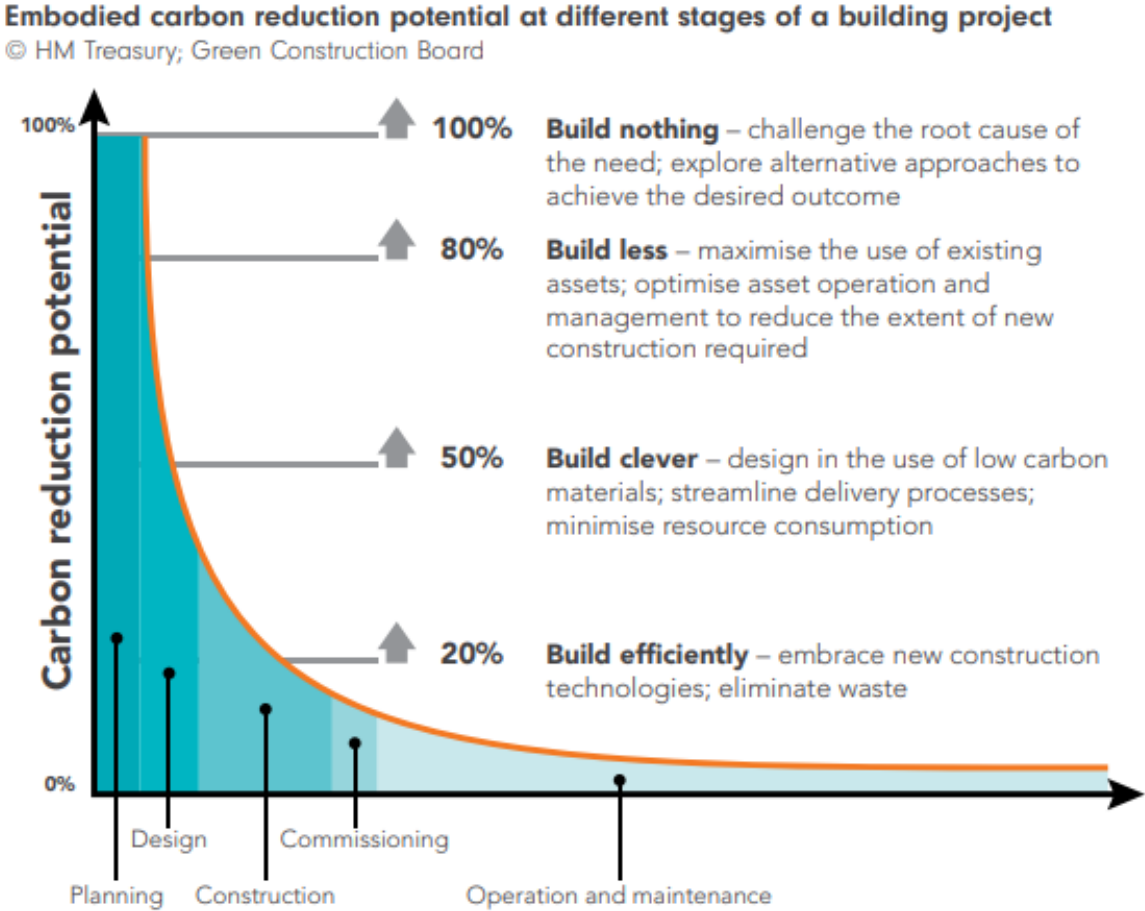 Embodied carbon reduction potential at different stages of a building project
© HM Treasury; Green Construction Board
100%
100%
Build nothing – challenge the root cause of
the need; explore alternative approaches to
achieve the desired outcome
80%
Build less – maximise the use of existing
assets; optimise asset operation and
management to reduce the extent of new
construction required
50%
Build clever – design in the use of low carbon
materials; streamline delivery processes;
minimise resource consumption
20%
Build efficiently – embrace new construction
technologies; eliminate waste
Carbon reduction potential
0%
Design
Commissioning
Planning
Construction
Operation and maintenance